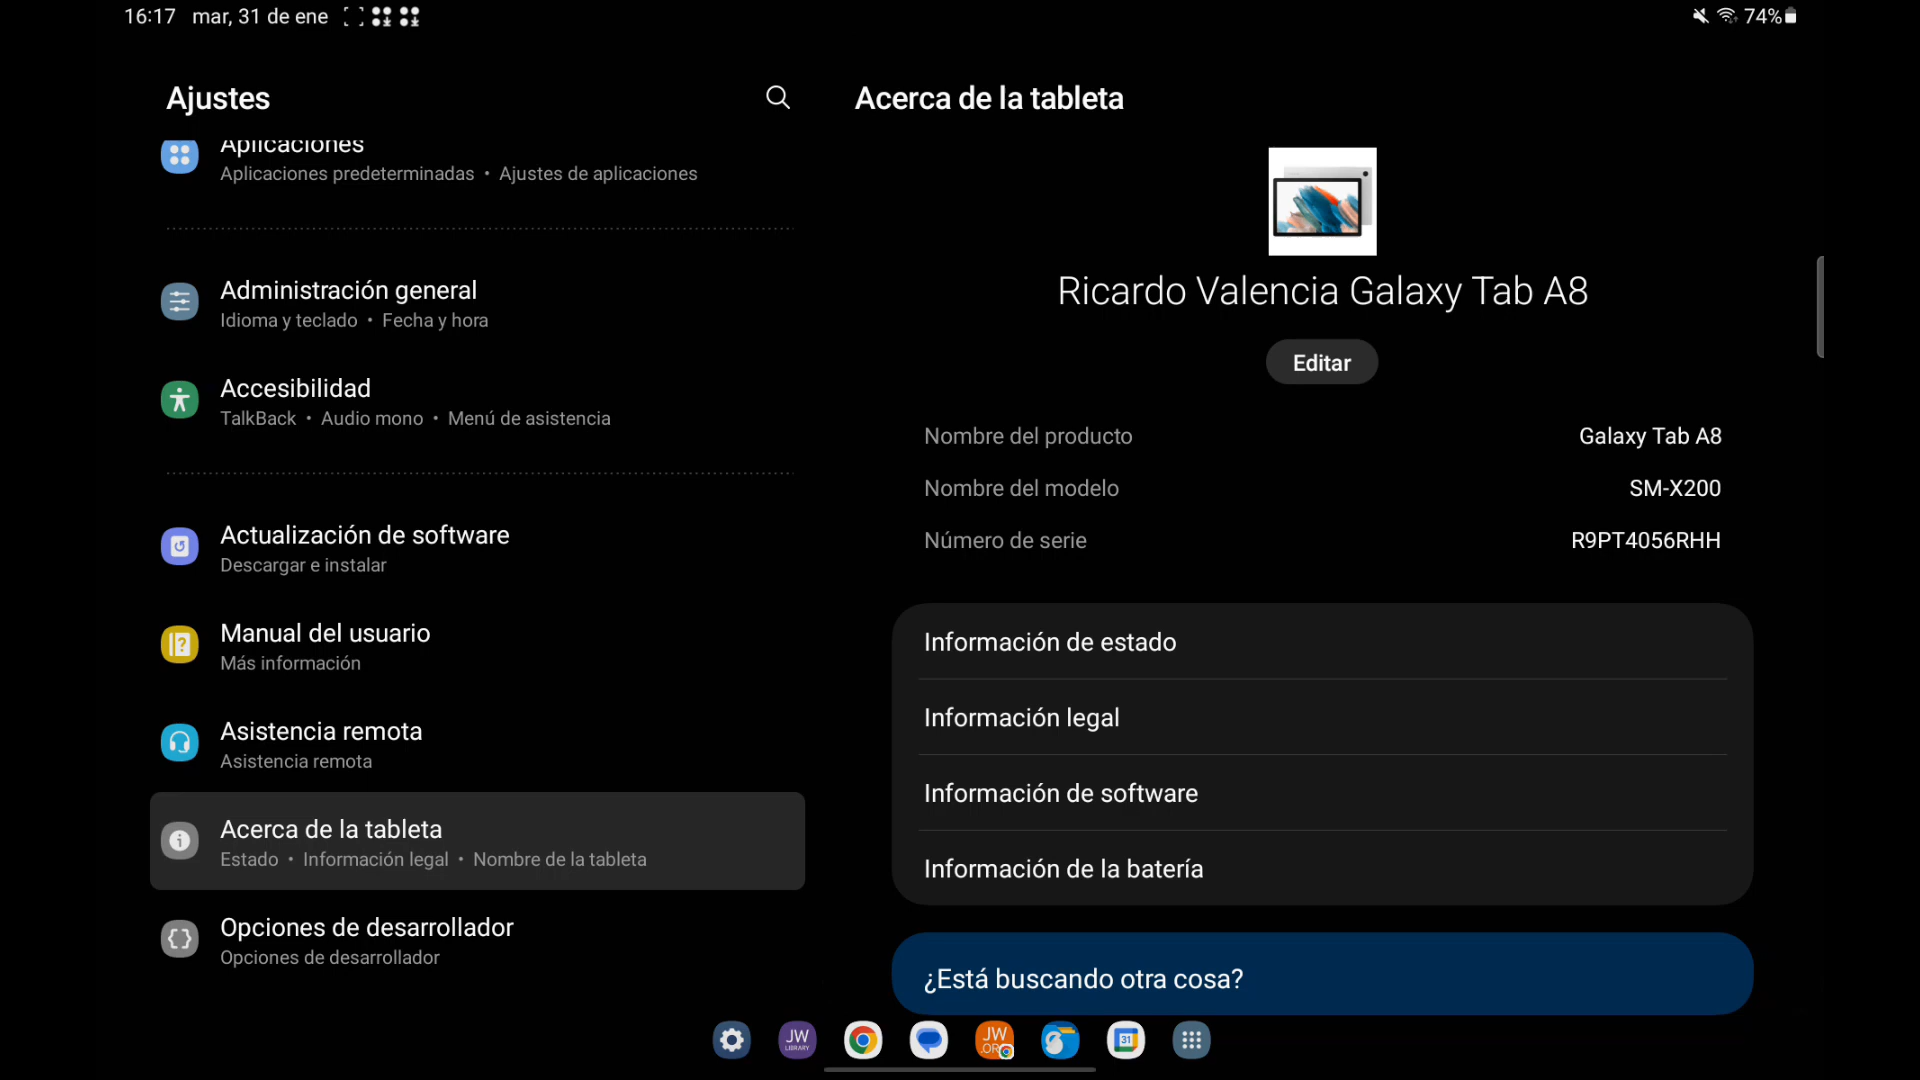 16:17 mar, 31 de ene
74%
Ajustes
Aplicaciones
Aplicaciones predeterminadas • Ajustes de aplicaciones
Administración general
Idioma y teclado • Fecha y hora
Accesibilidad
TalkBack • Audio mono • Menú de asistencia
Actualización de software
Descargar e instalar
Manual del usuario
Más información
Asistencia remota
Asistencia remota
Acerca de la tableta
Estado • Información legal • Nombre de la tableta
Opciones de desarrollador
Opciones de desarrollador
Acerca de la tableta
Ricardo Valencia Galaxy Tab A8
Editar
Nombre del producto Galaxy Tab A8
Nombre del modelo SM-X200
Número de serie R9PT4056RHH
Información de estado
Información legal
Información de software
Información de la batería
¿Está buscando otra cosa?
JW
LIBRARY
JW
.OR
31